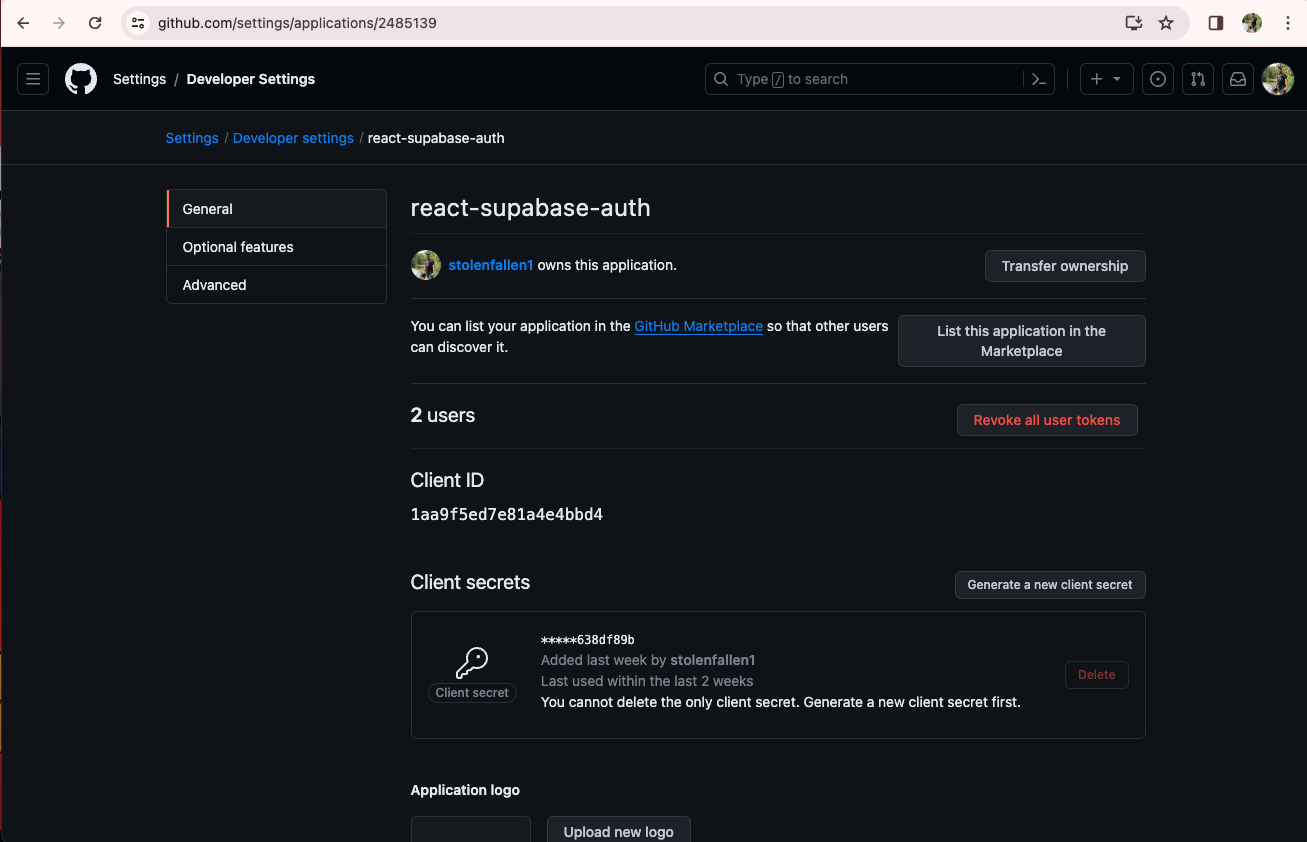 github.com/settings/applications/2485139
Settings / Developer Settings
Type / to search
Settings / Developer settings / react-supabase-auth
General
Optional features
Advanced
react-supabase-auth
stolenfallen1 owns this application.
Transfer ownership
You can list your application in the GitHub Marketplace so that other users
can discover it.
List this application in the
Marketplace
2 users
Revoke all user tokens
Client ID
1aa9f5ed7e81a4e4bbd4
Client secrets
Generate a new client secret
*****638df89b
Added last week by stolenfallen1
Last used within the last 2 weeks
You cannot delete the only client secret. Generate a new client secret first.
Client secret
Delete
Application logo
Upload new logo